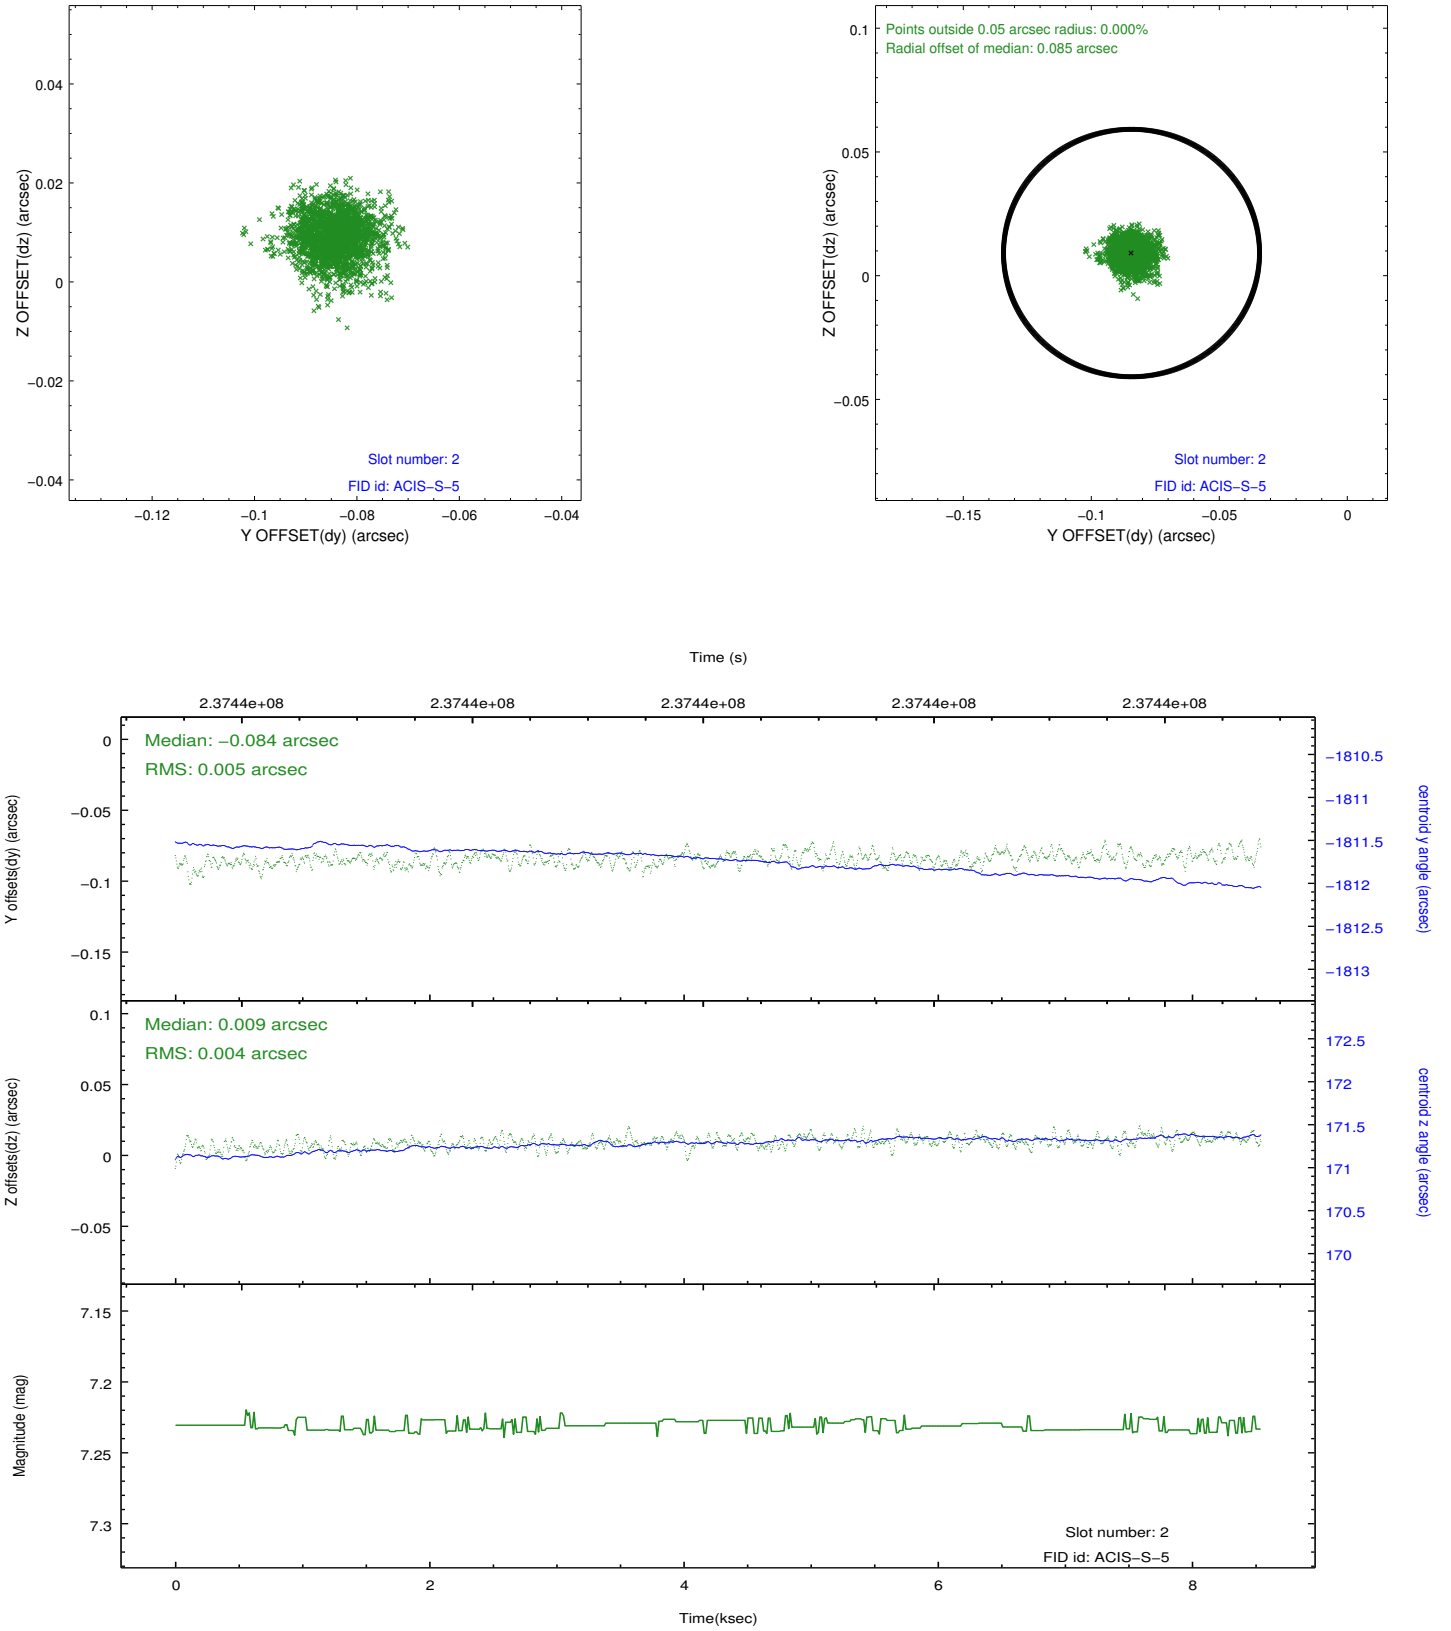 0.04
0.02
0
−0.02
−0.04
Z OFFSET(dz) (arcsec)
Slot number: 2
FID id: ACIS−S−5
−0.12
−0.1
−0.08
−0.06
−0.04
Y OFFSET(dy) (arcsec)
Points outside 0.05 arcsec radius: 0.000%
Radial offset of median: 0.085 arcsec
0.1
0.05
0
−0.05
Z OFFSET(dz) (arcsec)
Slot number: 2
FID id: ACIS−S−5
−0.15
−0.1
−0.05
0
Y OFFSET(dy) (arcsec)
Time (s)
2.3744e+08
2.3744e+08
2.3744e+08
2.3744e+08
2.3744e+08
Median: −0.084 arcsec
RMS: 0.005 arcsec
0
−0.05
−0.1
−0.15
Y offsets(dy) (arcsec)
−1810.5
−1811
−1811.5
−1812
−1812.5
−1813
centroid y angle (arcsec)
Median: 0.009 arcsec
RMS: 0.004 arcsec
0.1
0.05
0
−0.05
Z offsets(dz) (arcsec)
172.5
172
171.5
171
170.5
170
centroid z angle (arcsec)
7.15
7.2
7.25
7.3
Magnitude (mag)
Slot number: 2
FID id: ACIS−S−5
0
2
4
6
8
Time(ksec)